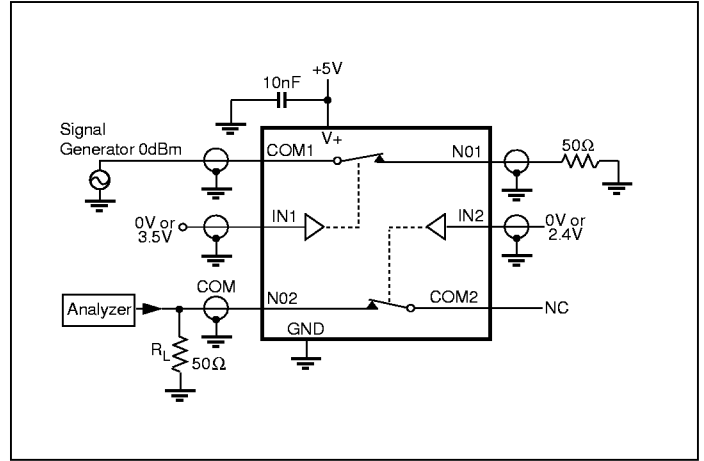 +5V
10nF
V+
Signal
Generator 0dBm
COM1
N01
50Ω
0V or
3.5V
IN1
IN2
0V or
2.4V
Analyzer
COM
N02
COM2
NC
GND
RL
50Ω